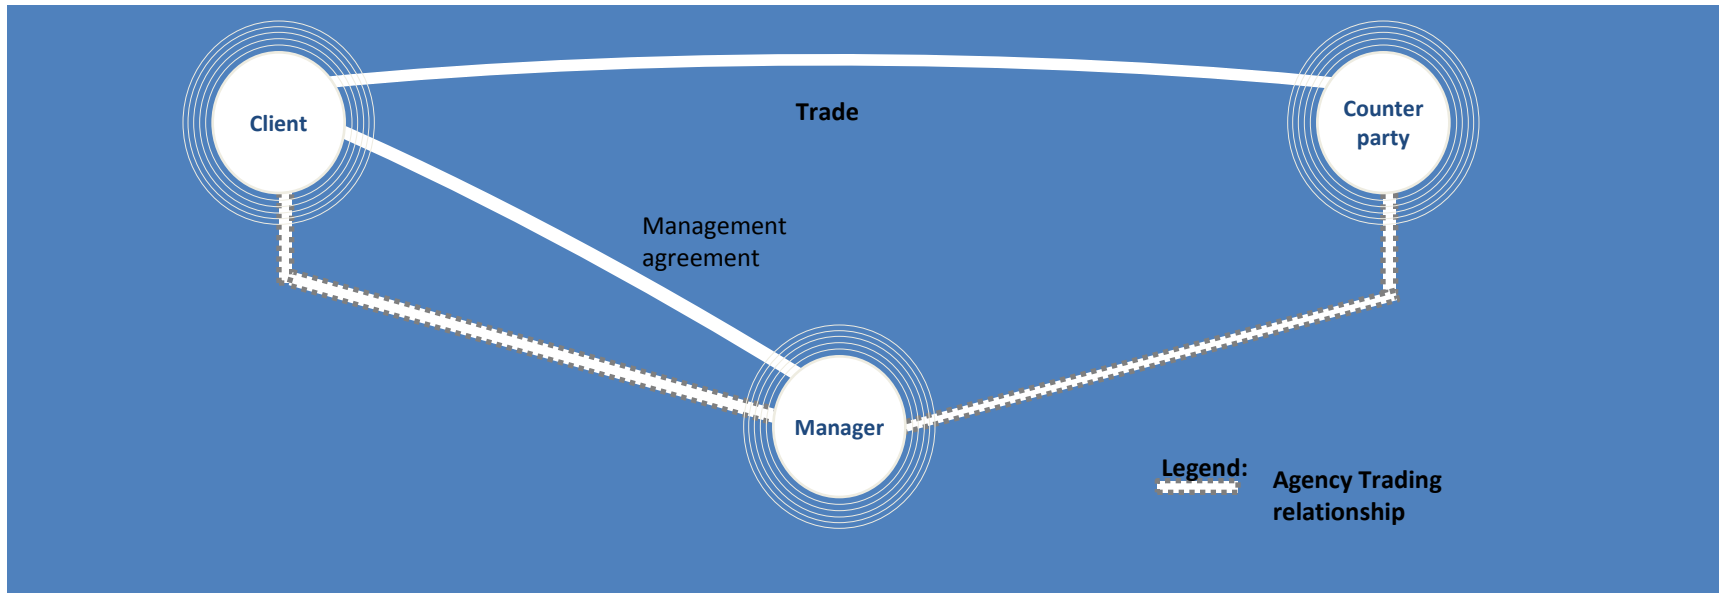 Client
Trade
Counter
party
Management
agreement
Manager
Legend:
Agency Trading
relationship